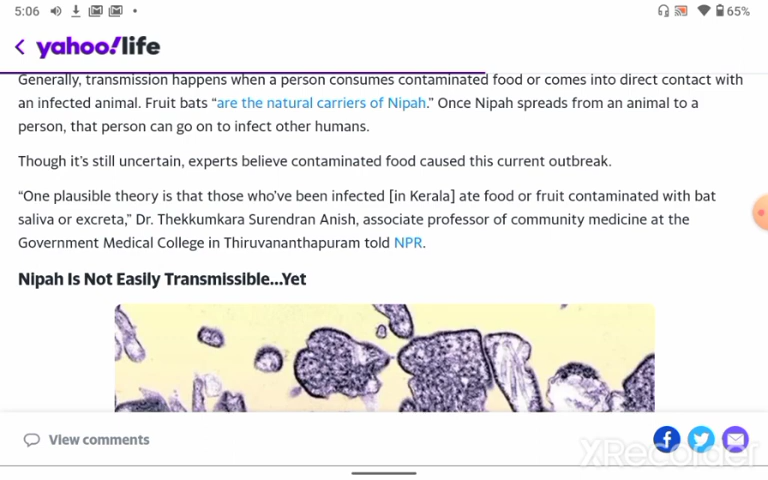 5:06
65%
yahoo!life
Generally, transmission happens when a person consumes contaminated food or comes into direct contact with
an infected animal. Fruit bats “are the natural carriers of Nipah.” Once Nipah spreads from an animal to a
person, that person can go on to infect other humans.
Though it’s still uncertain, experts believe contaminated food caused this current outbreak.
“One plausible theory is that those who’ve been infected [in Kerala] ate food or fruit contaminated with bat
saliva or excreta,” Dr. Thekkumkara Surendran Anish, associate professor of community medicine at the
Government Medical College in Thiruvananthapuram told NPR.
Nipah Is Not Easily Transmissible...Yet
View comments
XRecorder